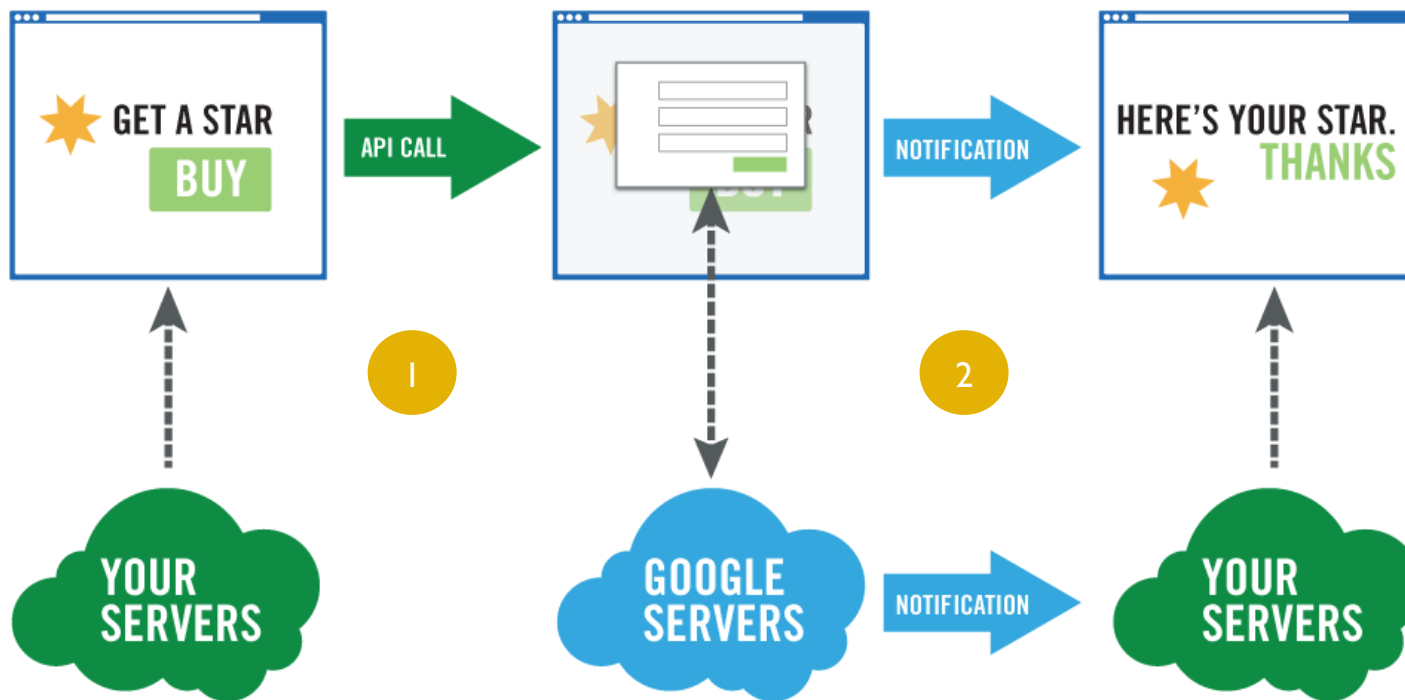 GET A STAR
BUY
API CALL
R
BUY
NOTIFICATION
HERE'S YOUR STAR.
THANKS
1
2
YOUR
SERVERS
GOOGLE
SERVERS
NOTIFICATION
YOUR
SERVERS